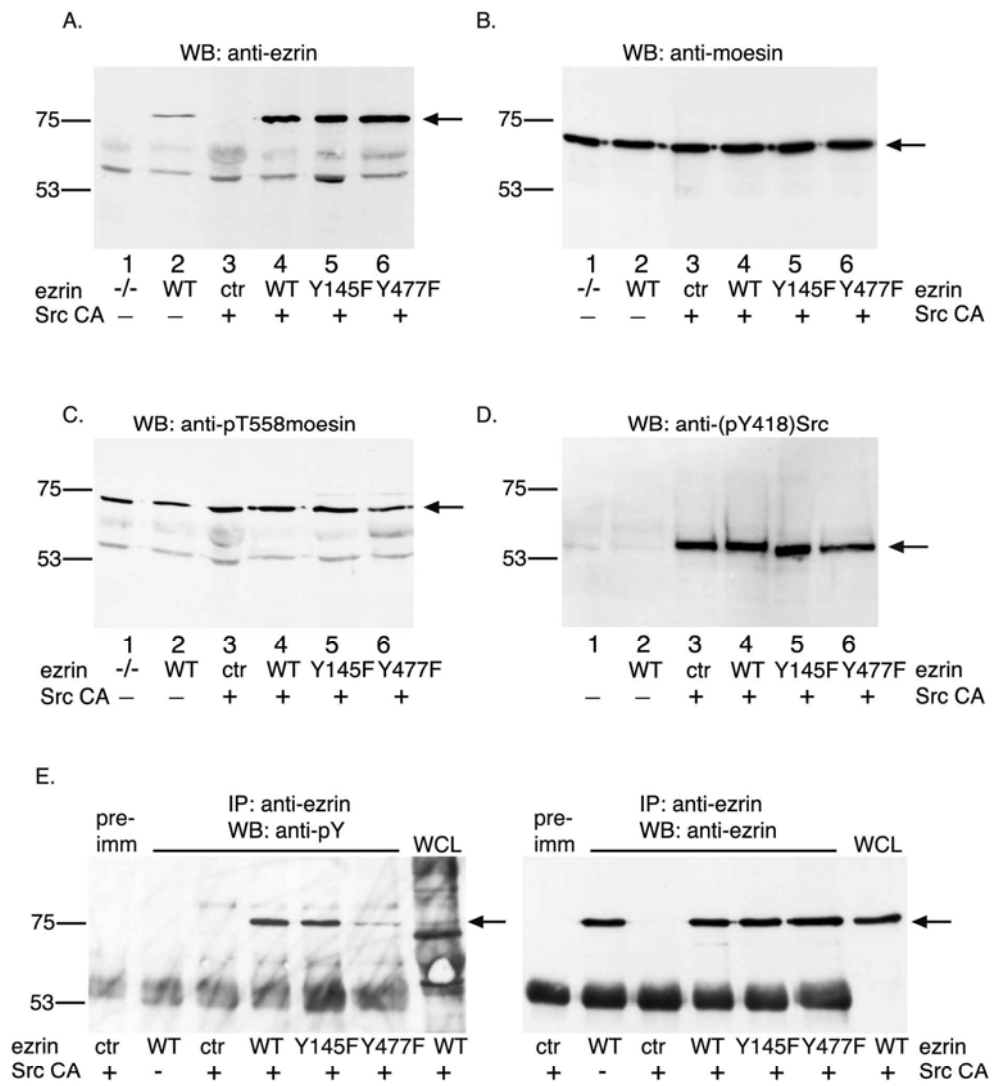 A.
WB: anti-ezrin
75
53
1 2 3 4 5 6
ezrin -/- WT ctr WT Y145F Y477F
Src CA – – + + + +
B.
WB: anti-moesin
75
53
1 2 3 4 5 6
-/- WT ctr WT Y145F Y477F ezrin
– – + + + + Src CA
C.
WB: anti-pT558moesin
75
53
1 2 3 4 5 6
ezrin -/- WT ctr WT Y145F Y477F
Src CA – – + + + +
D.
WB: anti-(pY418)Src
75
53
1 2 3 4 5 6
WT ctr WT Y145F Y477F ezrin
– – + + + + Src CA
E.
pre-
imm
IP: anti-ezrin
WB: anti-pY
WCL
75
53
ezrin ctr WT ctr WT Y145F Y477F WT
Src CA + - + + + + +
pre-
imm
IP: anti-ezrin
WB: anti-ezrin
WCL
ctr WT ctr WT Y145F Y477F WT ezrin
+ - + + + + + Src CA